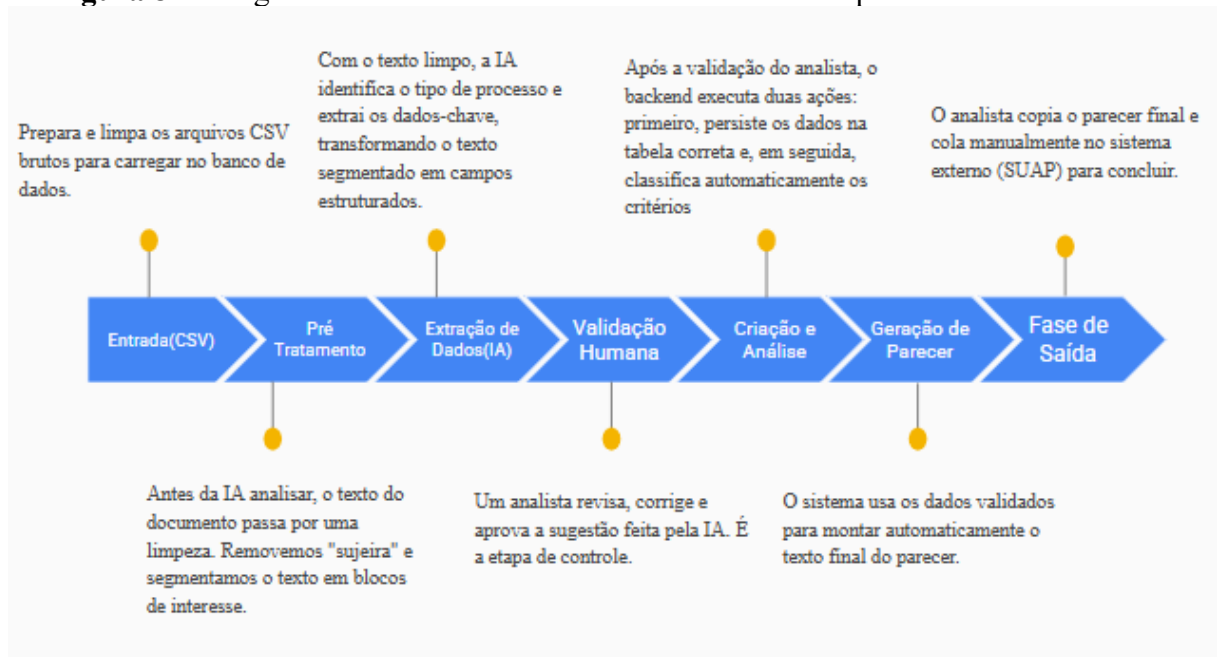 Prepara e limpa os arquivos CSV
brutos para carregar no banco de
dados.
Com o texto limpo, a IA
identifica o tipo de processo e
extrai os dados-chave,
transformando o texto
segmentado em campos
estruturados.
Após a validação do analista, o
backend executa duas ações:
primeiro, persiste os dados na
tabela correta e, em seguida,
classifica automaticamente os
critérios
O analista copia o parecer final e
cola manualmente no sistema
externo (SUAP) para concluir.
Entrada(CSV)
Pré
Tratamento
Extração de
Dados(IA)
Validação
Humana
Criação e
Análise
Geração de
Parecer
Fase de
Saída
Antes da IA analisar, o texto do
documento passa por uma
limpeza. Removemos "sujeira" e
segmentamos o texto em blocos
de interesse.
Um analista revisa, corrige e
aprova a sugestão feita pela IA. É
a etapa de controle.
O sistema usa os dados validados
para montar automaticamente o
texto final do parecer.